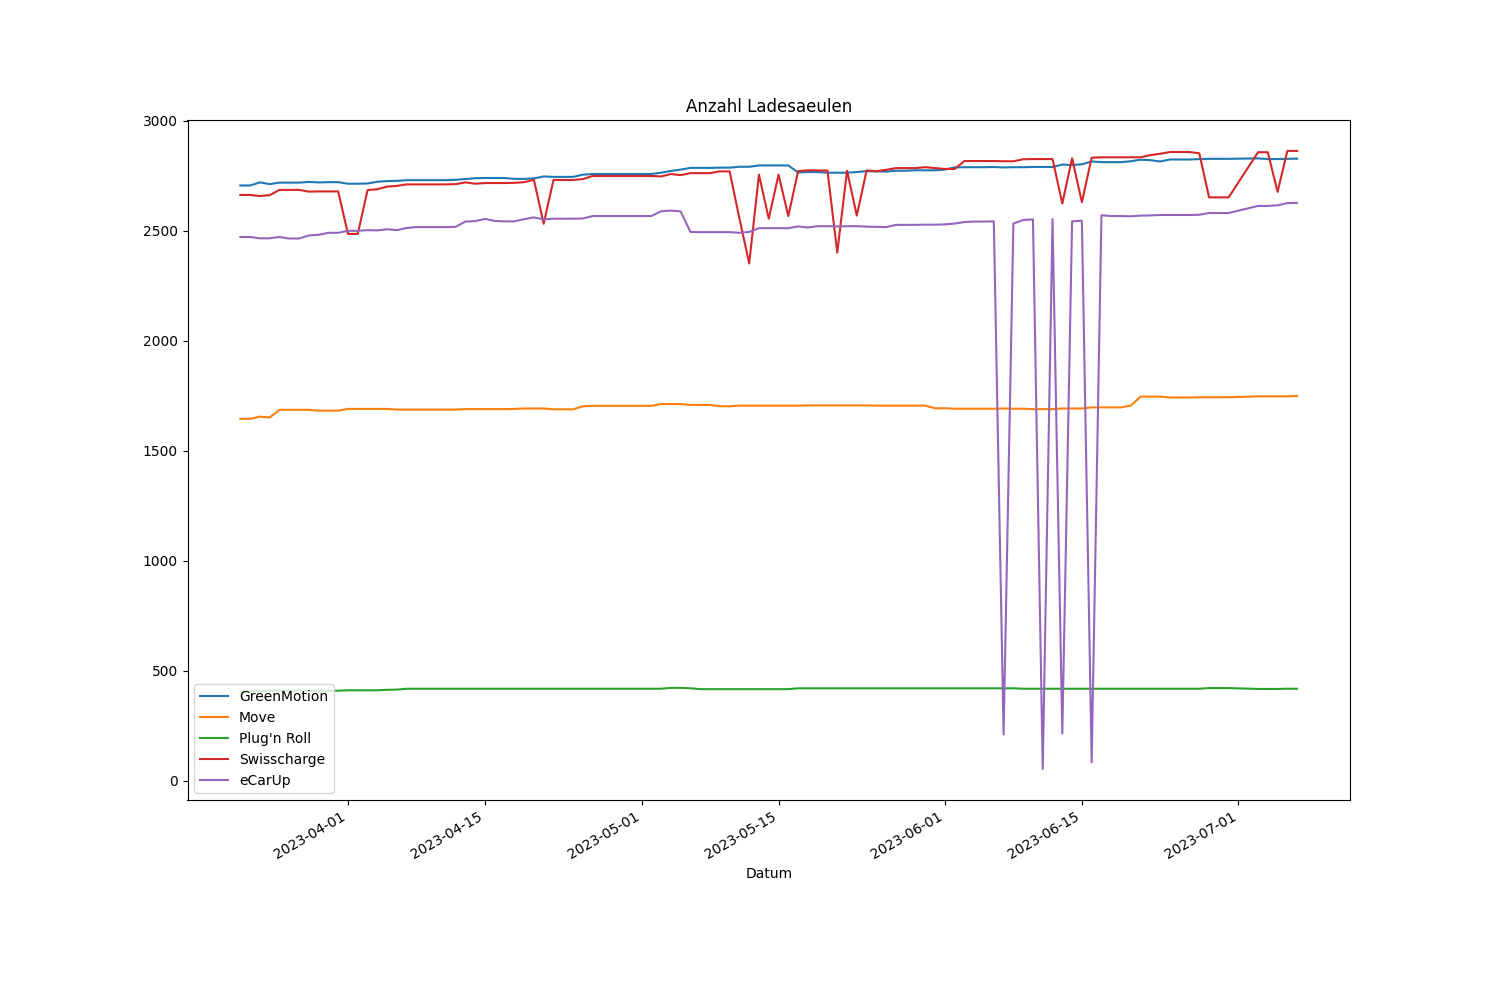 Anzahl Ladesaeulen
3000
2500
2000
1500
1000
500
0
GreenMotion
Move
Plug'n Roll
Swisscharge
eCarUp
2023-04-01
2023-04-15
2023-05-01
2023-05-15
2023-06-01
2023-06-15
2023-07-01
Datum